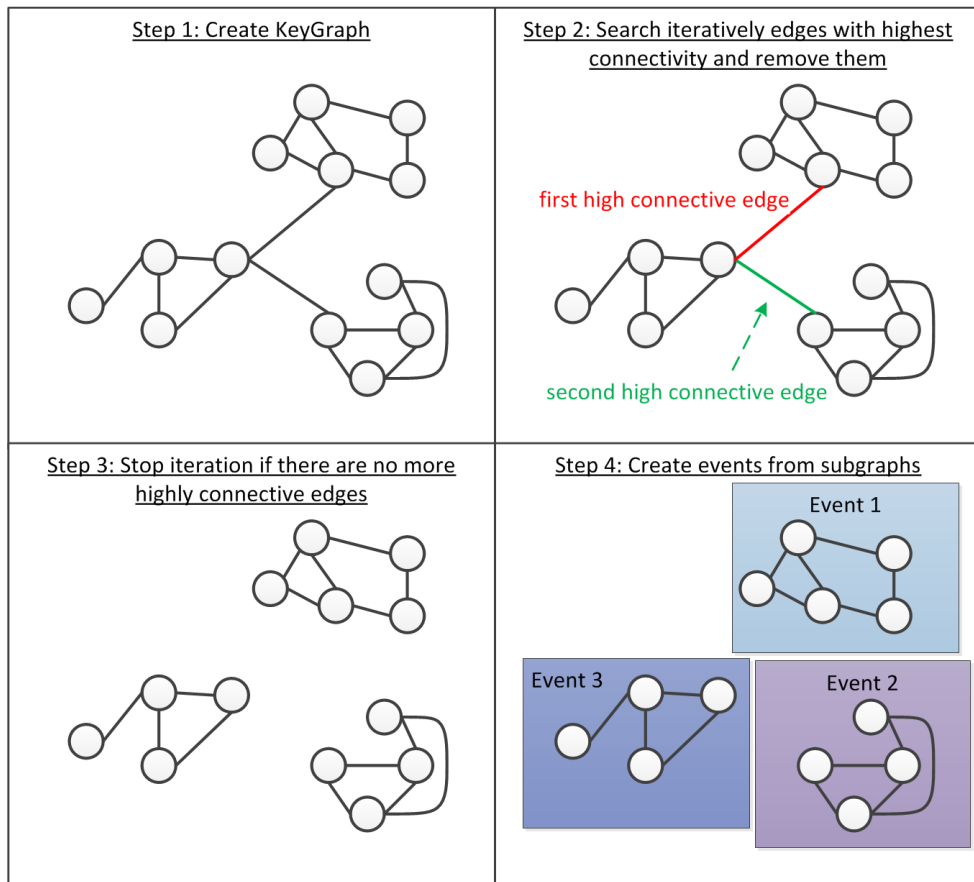 Step 1: Create KeyGraph
Step 2: Search iteratively edges with highest
connectivity and remove them
first high connective edge
second high connective edge
Step 3: Stop iteration if there are no more
highly connective edges
Step 4: Create events from subgraphs
Event 1
Event 3
Event 2